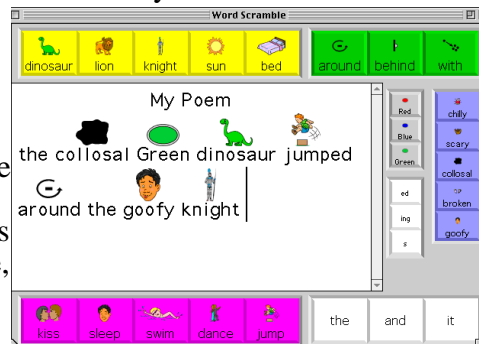 Word Scramble
dinosaur lion knight sun bed around behind with
My Poem
the collosal Green dinosaur jumped
around the goofy knight
Red
Blue
Green
ed
ing
s
chilly
scary
collosal
broken
goofy
kiss sleep swim dance jump the and it